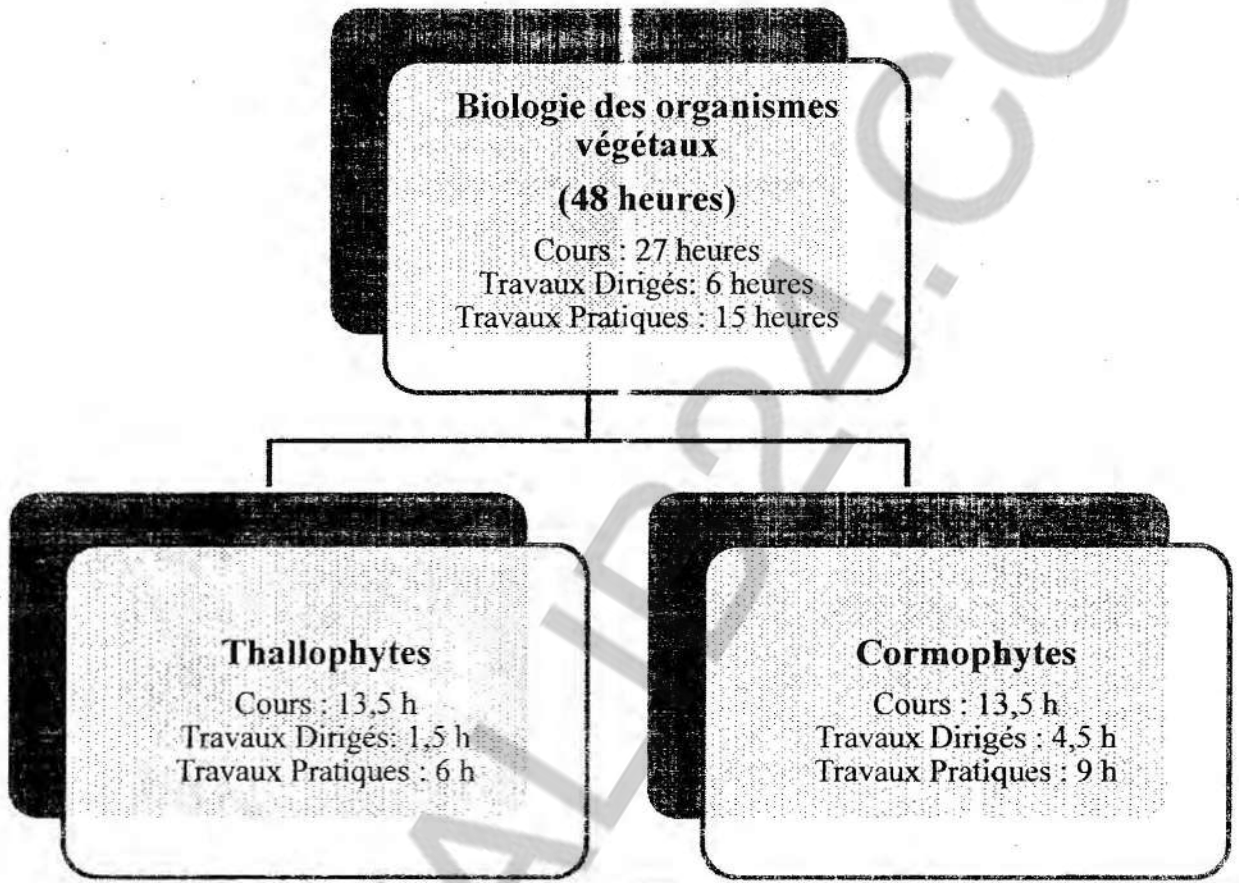 Biologie des organismes
végétaux
(48 heures)
Cours : 27 heures
Travaux Dirigés: 6 heures
Travaux Pratiques : 15 heures
Thallophytes
Cours : 13,5 h
Travaux Dirigés: 1,5 h
Travaux Pratiques : 6 h
Cormophytes
Cours : 13,5 h
Travaux Dirigés : 4,5 h
Travaux Pratiques : 9 h